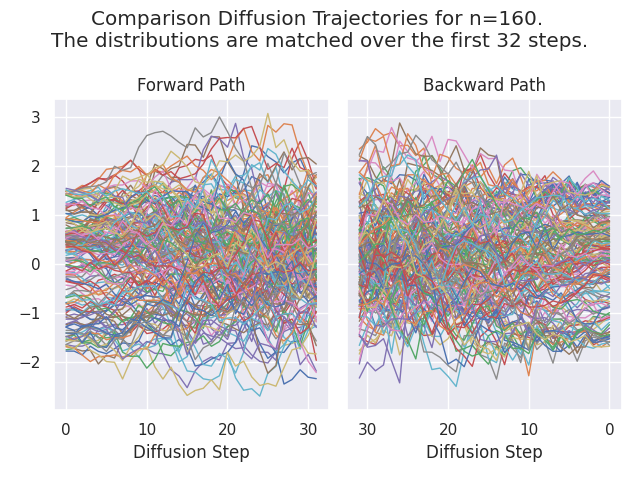 Comparison Diffusion Trajectories for n=160.
The distributions are matched over the first 32 steps.
Forward Path
Backward Path
3
2
1
0
−1
−2
0 10 20 30
30 20 10 0
Diffusion Step
Diffusion Step